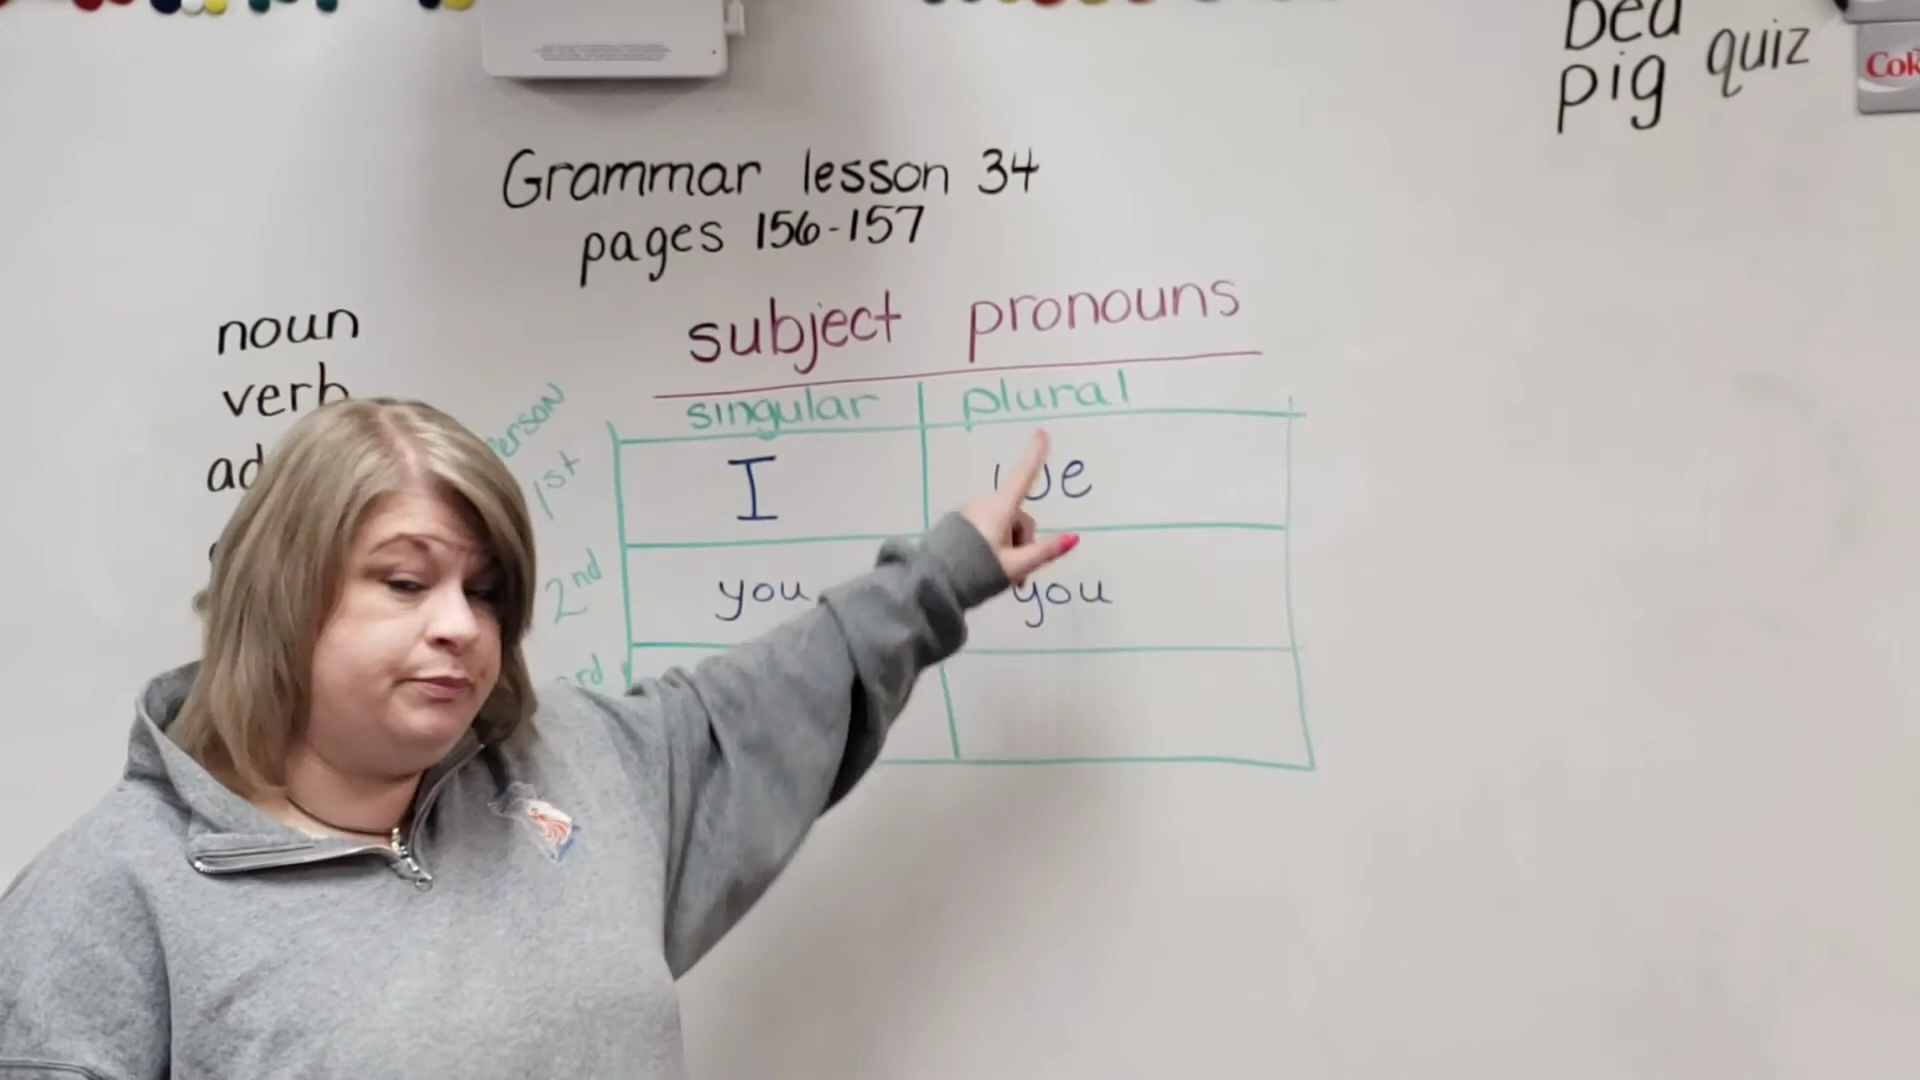 bed
pig quiz
Grammar lesson 34
pages 156-157
subject pronouns
noun
verb
singular plural
1st I we
2nd you you